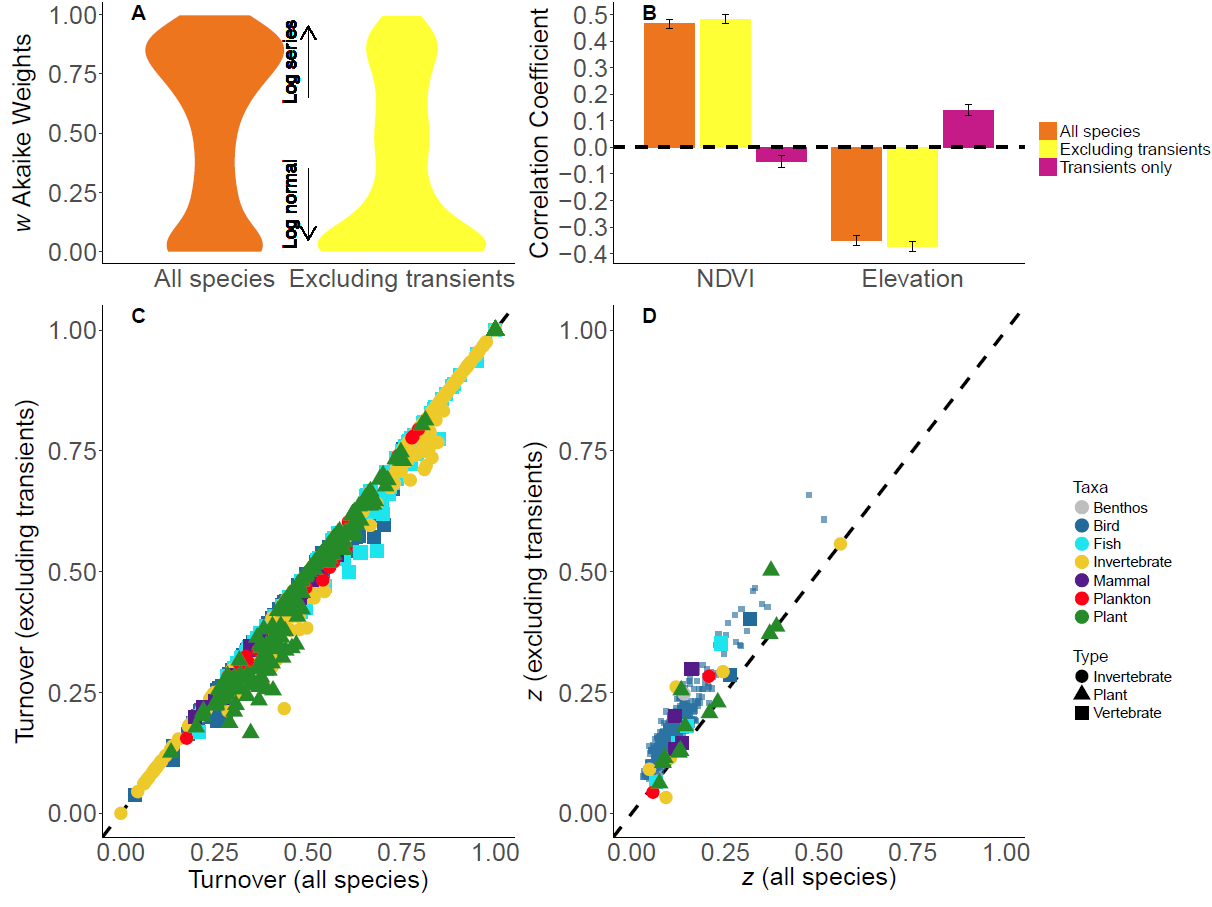 A
w Akaike Weights
1.00
0.75
0.50
0.25
0.00
Log series
Log normal
All species
Excluding transients
B
Correlation Coefficient
0.5
0.4
0.3
0.2
0.1
0.0
−0.1
−0.2
−0.3
−0.4
NDVI
Elevation
All species
Excluding transients
Transients only
C
Turnover (excluding transients)
1.00
0.75
0.50
0.25
0.00
0.00
0.25
0.50
0.75
1.00
Turnover (all species)
D
z (excluding transients)
1.00
0.75
0.50
0.25
0.00
0.00
0.25
0.50
0.75
1.00
z (all species)
Taxa
Benthos
Bird
Fish
Invertebrate
Mammal
Plankton
Plant
Type
Invertebrate
Plant
Vertebrate